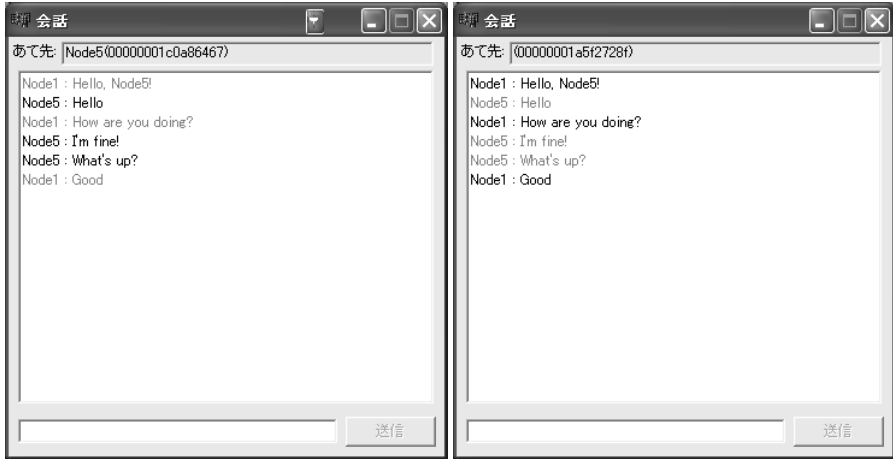 会話
あて先: Node5(00000001c0a86467)
Node1 : Hello, Node5!
Node5 : Hello
Node1 : How are you doing?
Node5 : I'm fine!
Node5 : What's up?
Node1 : Good
送信
会話
あて先: (00000001a5f2728f)
Node1 : Hello, Node5!
Node5 : Hello
Node1 : How are you doing?
Node5 : I'm fine!
Node5 : What's up?
Node1 : Good
送信